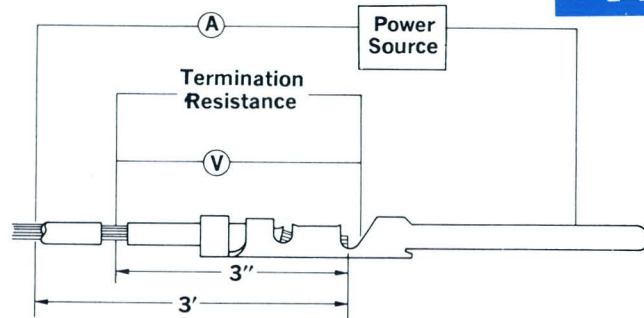 A
Power
Source
Termination
Resistance
V
3"
3'